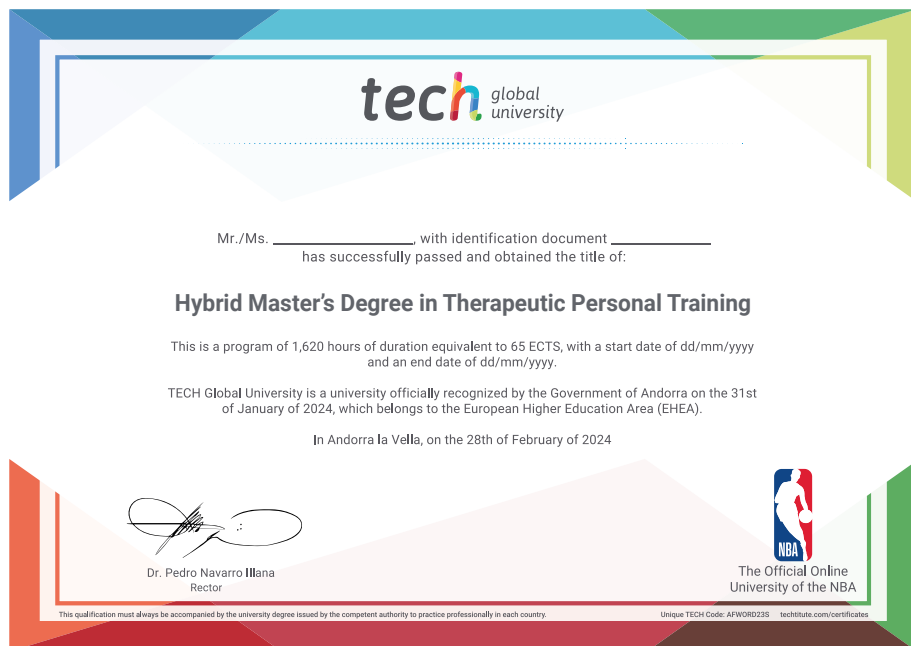 tech global university
Mr./Ms. ____________, with identification document ____________
has successfully passed and obtained the title of:
Hybrid Master’s Degree in Therapeutic Personal Training
This is a program of 1,620 hours of duration equivalent to 65 ECTS, with a start date of dd/mm/yyyy
and an end date of dd/mm/yyyy.
TECH Global University is a university officially recognized by the Government of Andorra on the 31st
of January of 2024, which belongs to the European Higher Education Area (EHEA).
In Andorra la Vella, on the 28th of February of 2024
Dr. Pedro Navarro Illana
Rector
NBA
The Official Online
University of the NBA
This qualification must always be accompanied by the university degree issued by the competent authority to practice professionally in each country.
Unique TECH Code: AFWORD23S techtitute.com/certificates